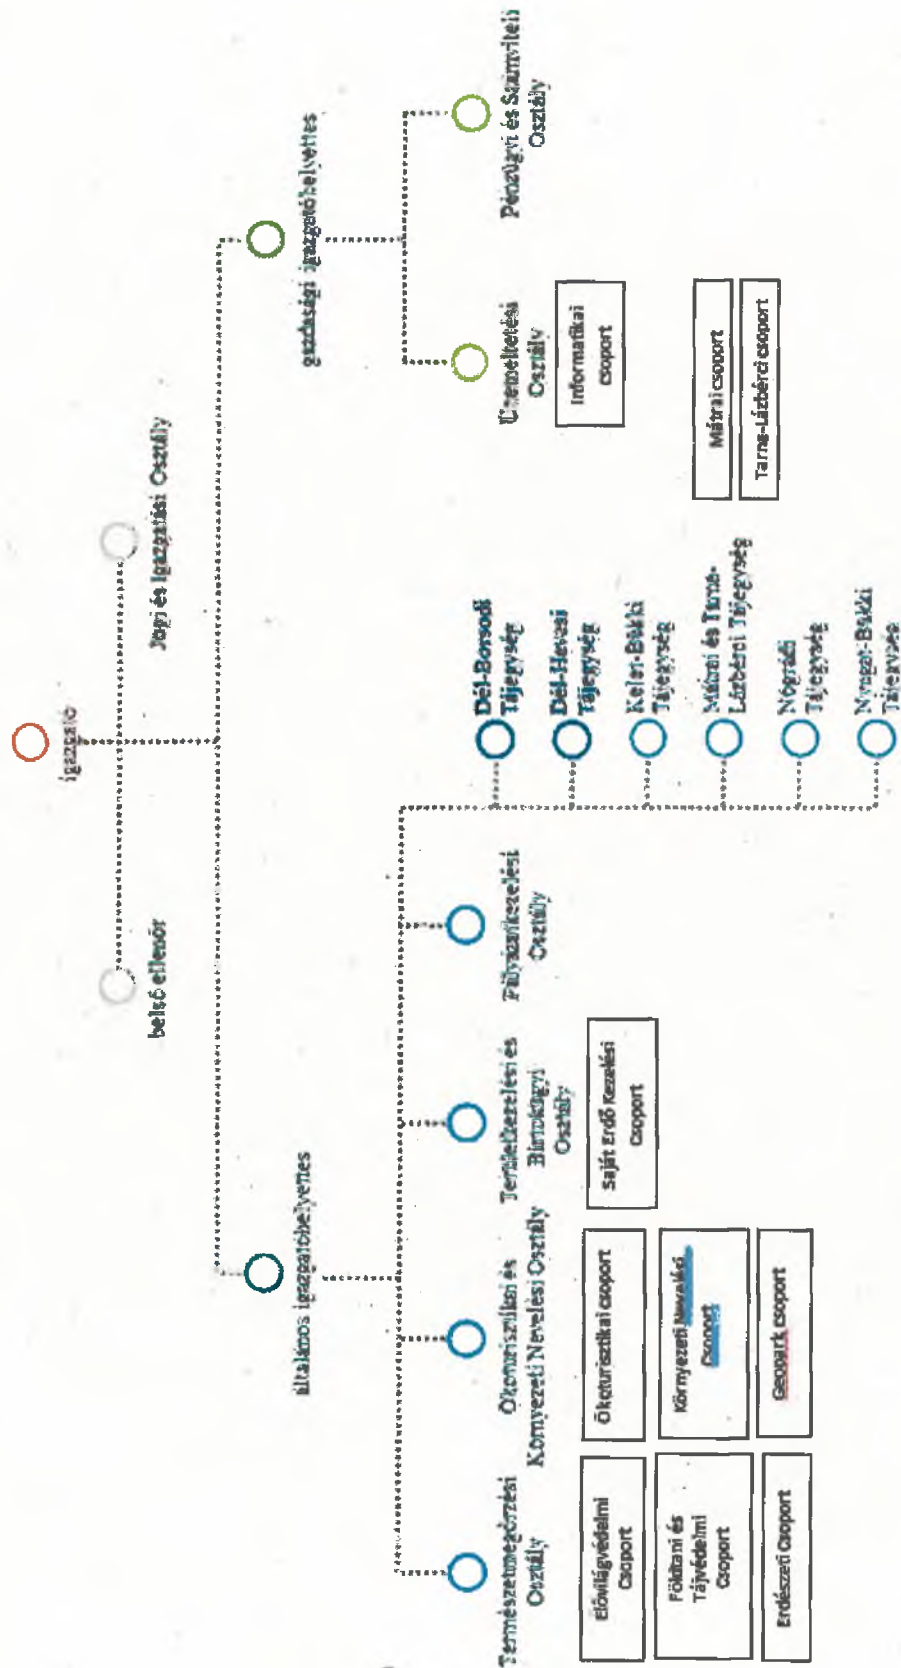 igazgató
belső ellenőr
Jogi és Igazgatási Osztály
általános igazgatóhelyettes
gazdasági igazgatóhelyettes
Természetmegőrzési
Osztály
Élővilágvédelmi
Csoport
Földtani és
Tájvédelmi
Csoport
Erdészeti Csoport
Ökoturisztikai és
Környezeti Nevelési Osztály
Ökoturisztikai csoport
Környezeti Nevelési
Csoport
Geopark csoport
Területkezelési és
Birtokügyi
Osztály
Saját Erdő Kezelési
Csoport
Pályázatkezelési
Osztály
Dél-Borsodi
Tájegység
Dél-Hevesi
Tájegység
Kelet-Bükki
Tájegység
Mátrai és Tarna-
Lázbérci Tájegység
Nógrádi
Tájegység
Nyugat-Bükki
Tájegység
Mátrai csoport
Tarna-Lázbérci csoport
Üzemeltetési
Osztály
Informatikai
csoport
Pénzügyi és Számviteli
Osztály